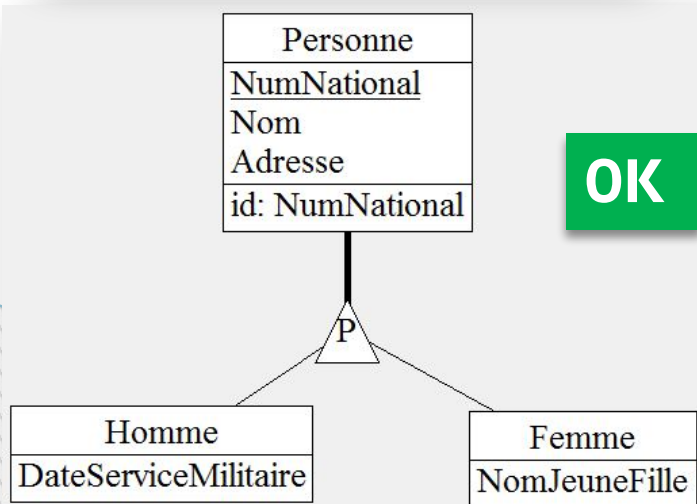 Personne
NumNational
Nom
Adresse
id: NumNational
OK
P
Homme
DateServiceMilitaire
Femme
NomJeuneFille